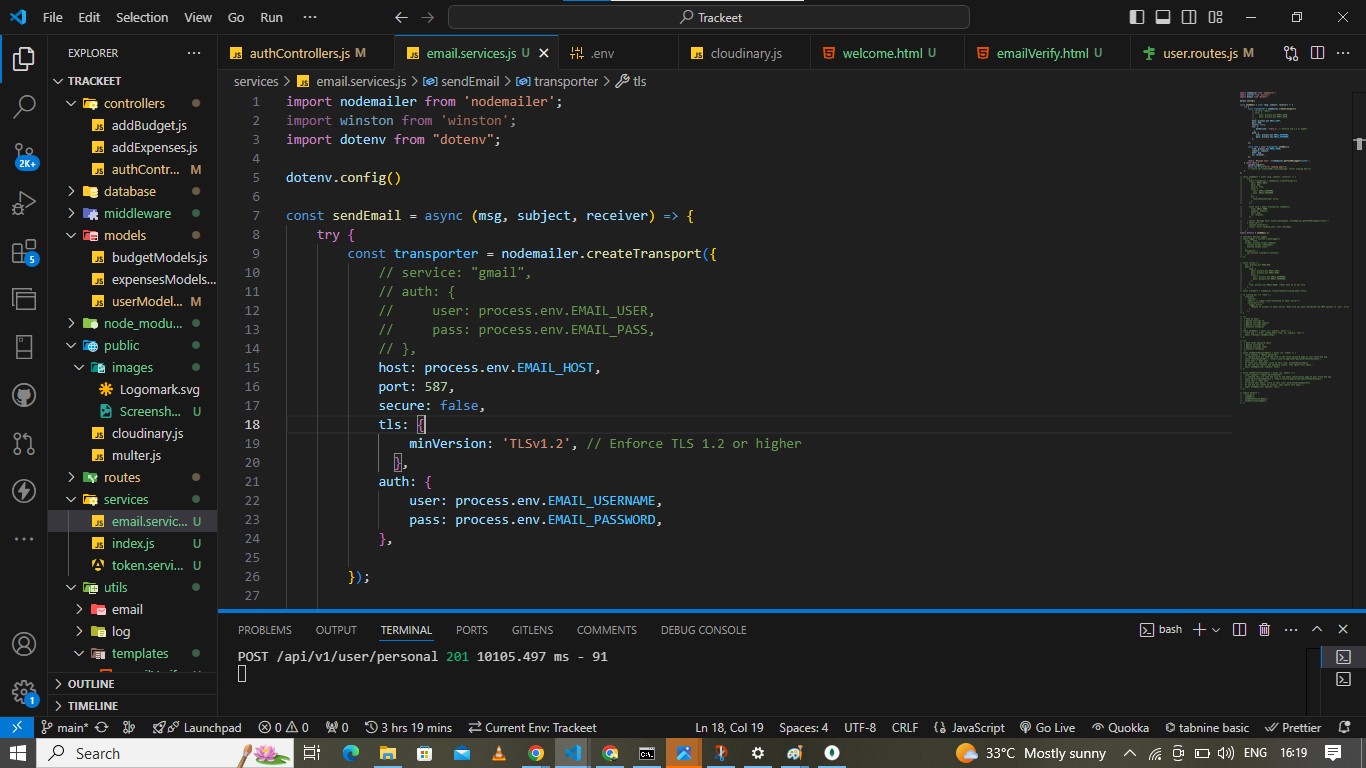 File Edit Selection View Go Run ··· Trackeet
EXPLORER ···
TRACKEET
controllers
addBudget.js
addExpenses.js
authContr... M
database
middleware
models
budgetModels.js
expensesModels...
userModel... M
node_modu...
public
images
Logomark.svg
Screensh... U
cloudinary.js
multer.js
routes
services
email.servic... U
index.js U
token.servi... U
utils
email
log
templates
OUTLINE
TIMELINE
2K+
5
1
authControllers.js M email.services.js U .env cloudinary.js welcome.html U emailVerify.html U user.routes.js M
services > email.services.js > sendEmail > transporter > tls
1 import nodemailer from 'nodemailer';
2 import winston from 'winston';
3 import dotenv from "dotenv";
4
5 dotenv.config()
6
7 const sendEmail = async (msg, subject, receiver) => {
8 try {
9 const transporter = nodemailer.createTransport({
10 // service: "gmail",
11 // auth: {
12 // user: process.env.EMAIL_USER,
13 // pass: process.env.EMAIL_PASS,
14 // },
15 host: process.env.EMAIL_HOST,
16 port: 587,
17 secure: false,
18 tls: {
19 minVersion: 'TLSv1.2', // Enforce TLS 1.2 or higher
20 },
21 auth: {
22 user: process.env.EMAIL_USERNAME,
23 pass: process.env.EMAIL_PASSWORD,
24 },
25
26 });
27
PROBLEMS OUTPUT TERMINAL PORTS GITLENS COMMENTS DEBUG CONSOLE bash
POST /api/v1/user/personal 201 10105.497 ms - 91
main* Launchpad 0 0 0 3 hrs 19 mins Current Env: Trackeet Ln 18, Col 19 Spaces: 4 UTF-8 CRLF {} JavaScript Go Live Quokka tabnine basic Prettier
Search 33°C Mostly sunny ENG 16:19